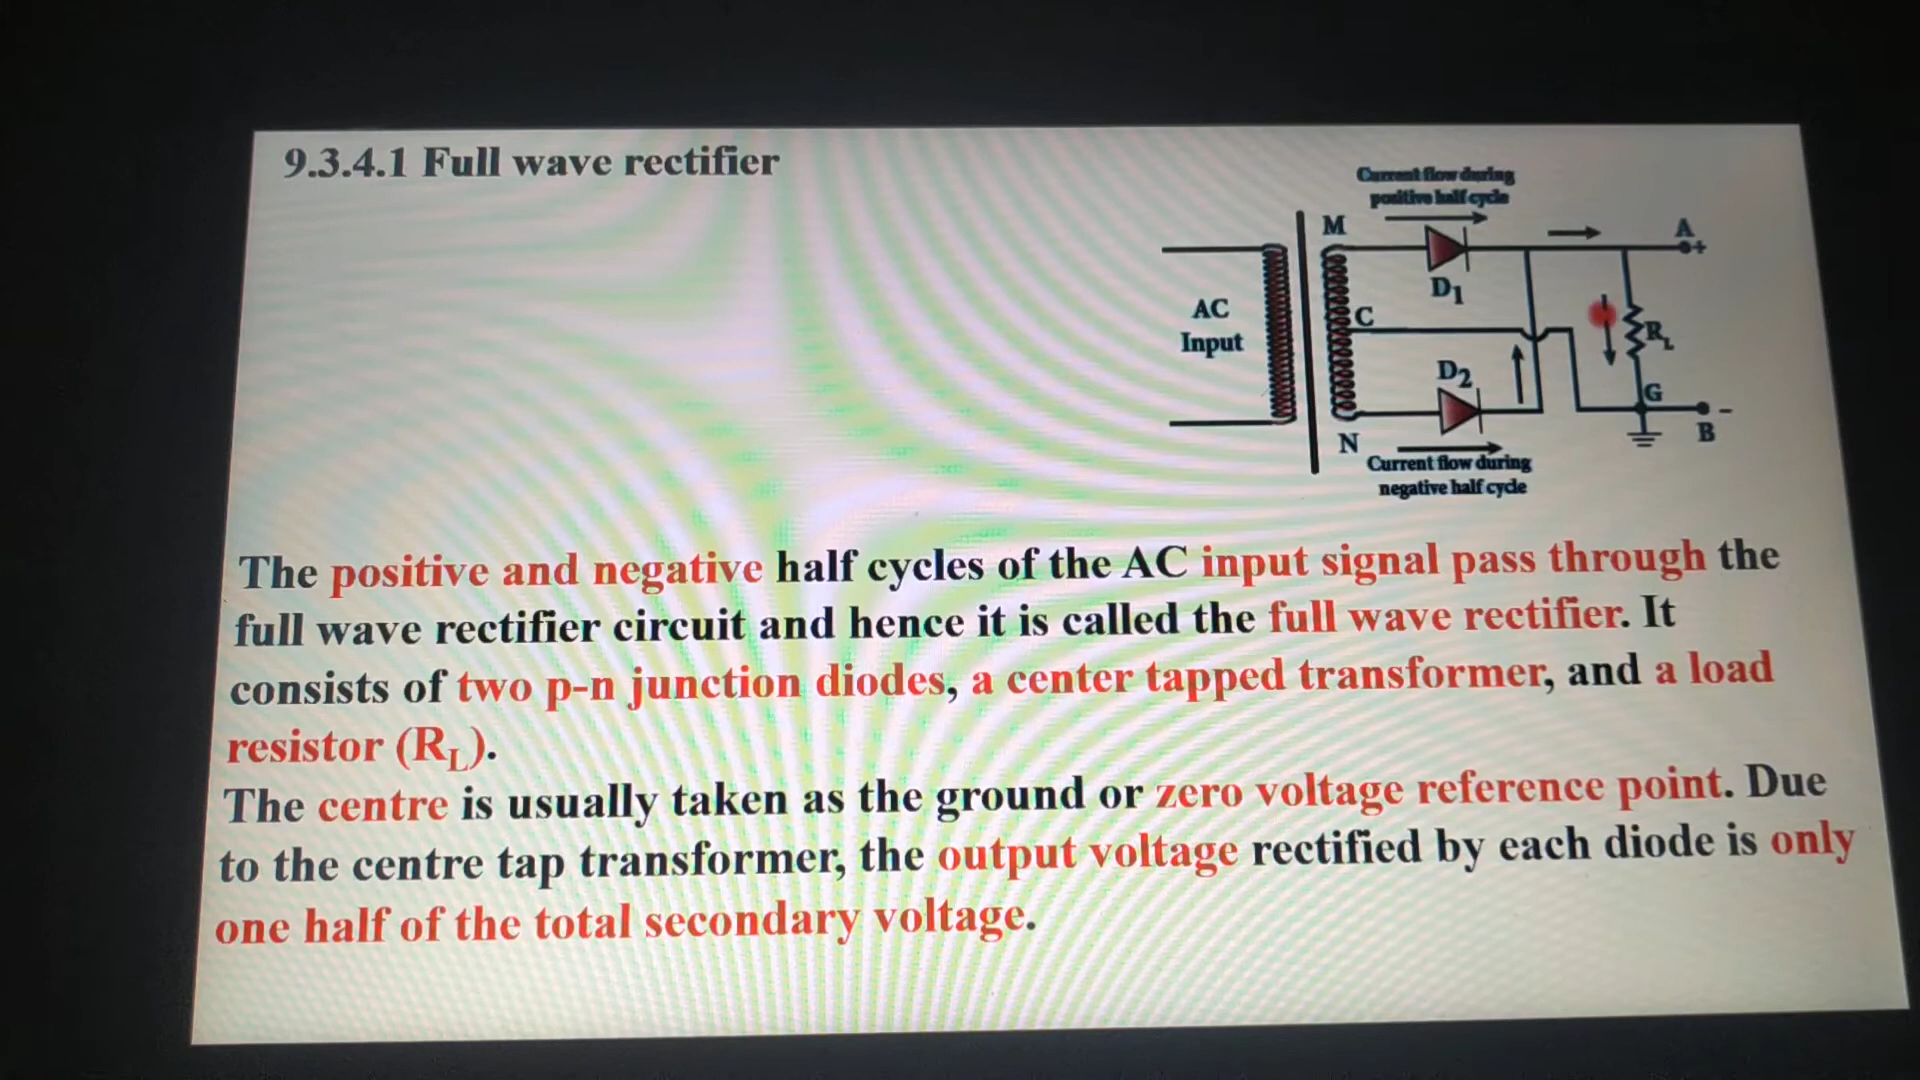 9.3.4.1 Full wave rectifier
Current flow during
positive half cycle
M
A
+
D1
AC
Input
C
RL
D2
G
-
B
N
Current flow during
negative half cycle
The positive and negative half cycles of the AC input signal pass through the
full wave rectifier circuit and hence it is called the full wave rectifier. It
consists of two p-n junction diodes, a center tapped transformer, and a load
resistor (RL).
The centre is usually taken as the ground or zero voltage reference point. Due
to the centre tap transformer, the output voltage rectified by each diode is only
one half of the total secondary voltage.